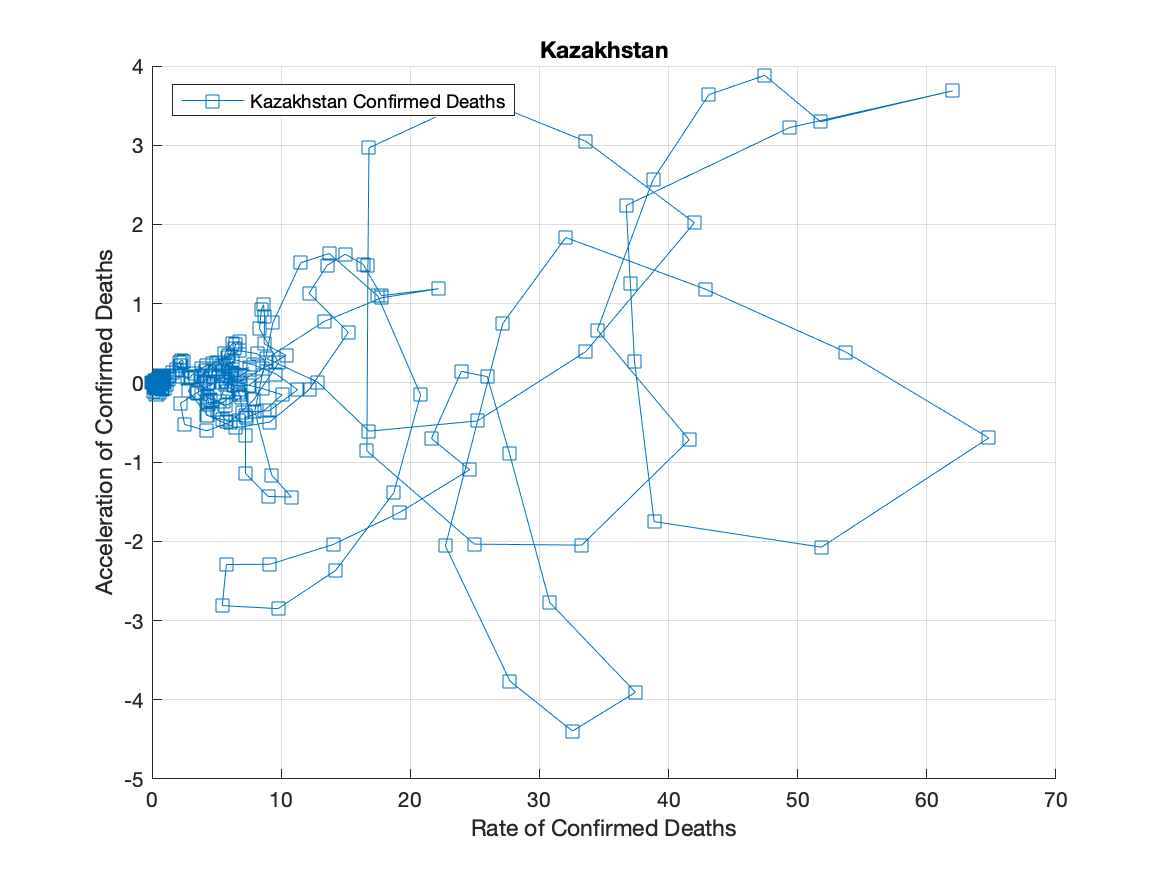 Kazakhstan
Kazakhstan Confirmed Deaths
Acceleration of Confirmed Deaths
4
3
2
1
0
-1
-2
-3
-4
-5
0 10 20 30 40 50 60 70
Rate of Confirmed Deaths